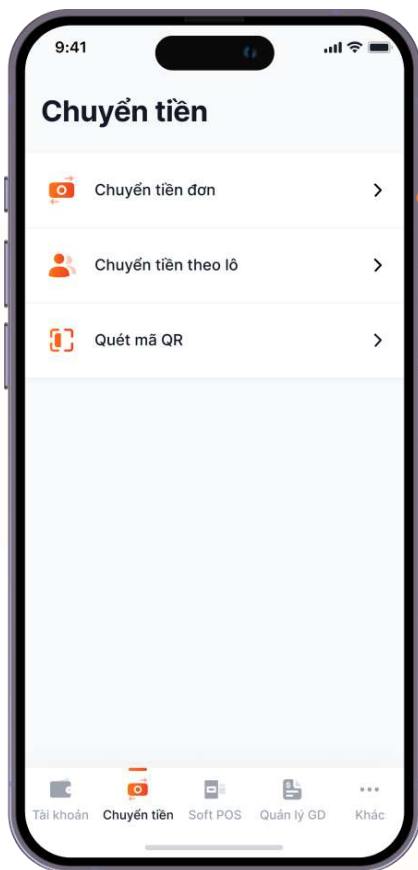 9:41
Chuyển tiền
Chuyển tiền đơn
Chuyển tiền theo lô
Quét mã QR
Tài khoản Chuyển tiền Soft POS Quản lý GD Khác